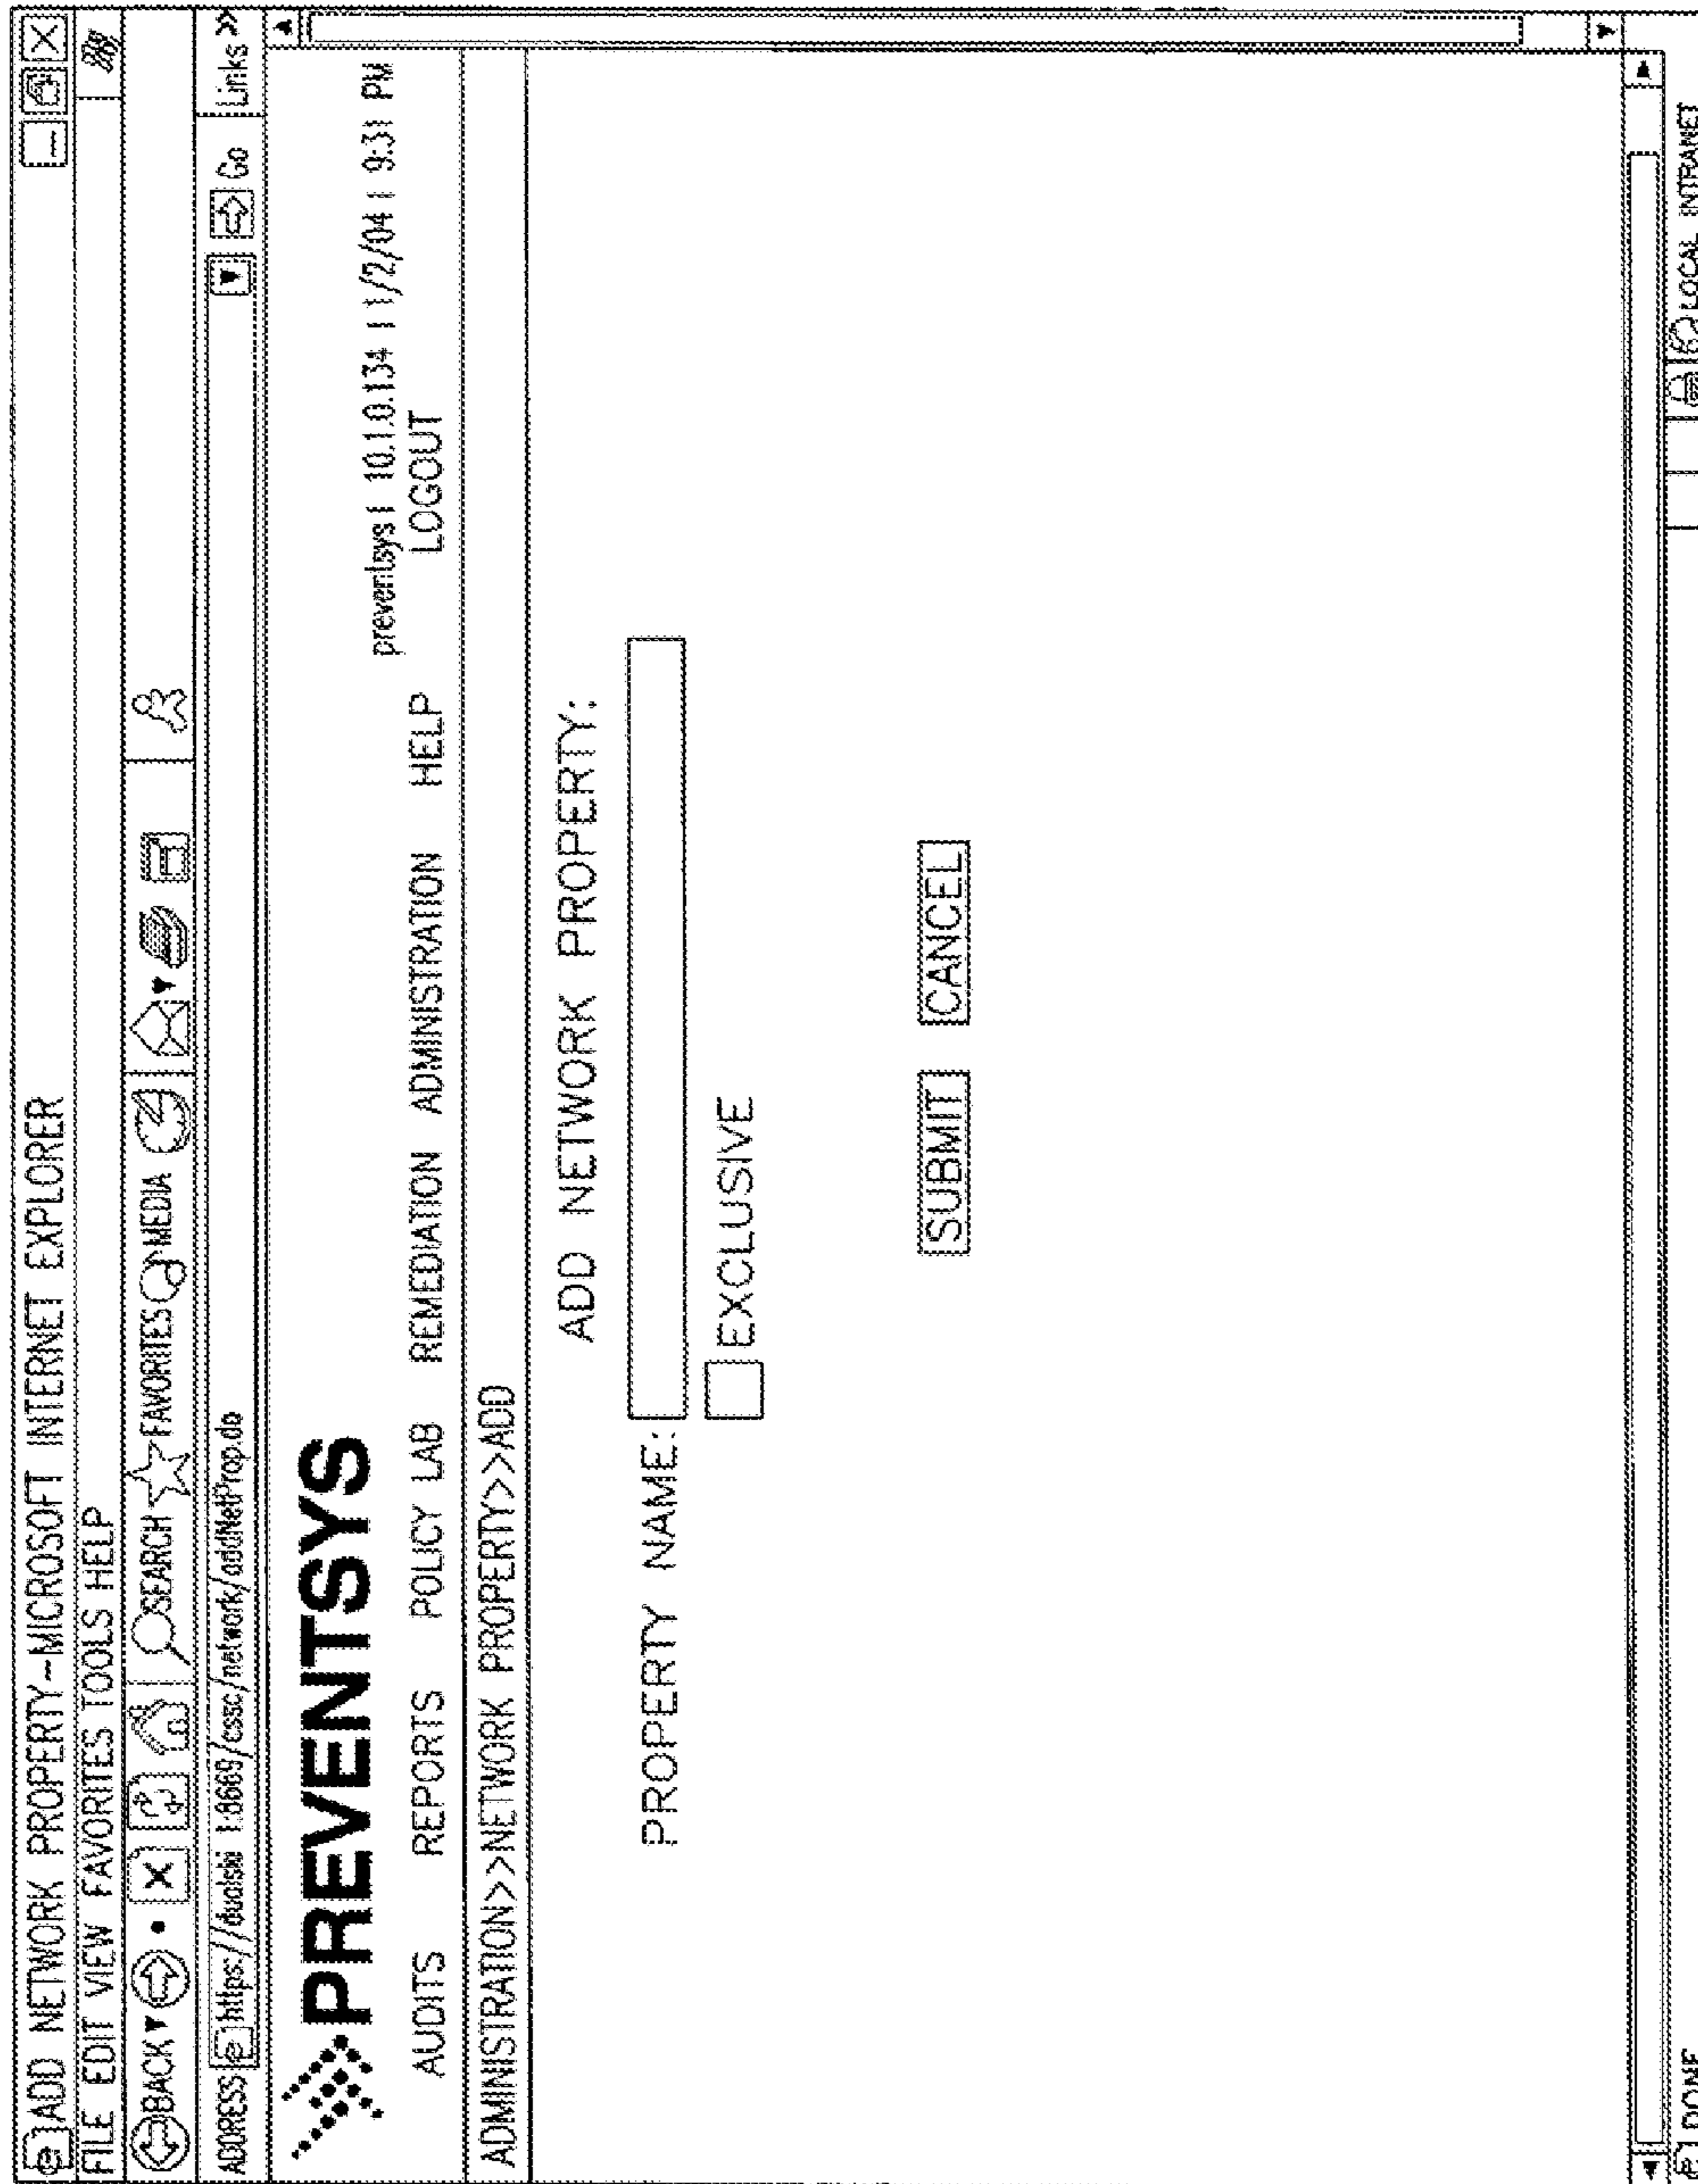 ADD NETWORK PROPERTY-MICROSOFT INTERNET EXPLORER
FILE EDIT VIEW FAVORITES TOOLS HELP
BACK SEARCH FAVORITES MEDIA
ADDRESS https://dualski 1:8669/cssc/network/addNetProp.do Go Links >>
PREVENTSYS
preventsys | 10.1.0.134 | 11/2/04 | 9:31 PM
AUDITS REPORTS POLICY LAB REMEDIATION ADMINISTRATION HELP LOGOUT
ADMINISTRATION>>NETWORK PROPERTY>>ADD
ADD NETWORK PROPERTY:
PROPERTY NAME:
EXCLUSIVE
SUBMIT CANCEL
DONE LOCAL INTRANET